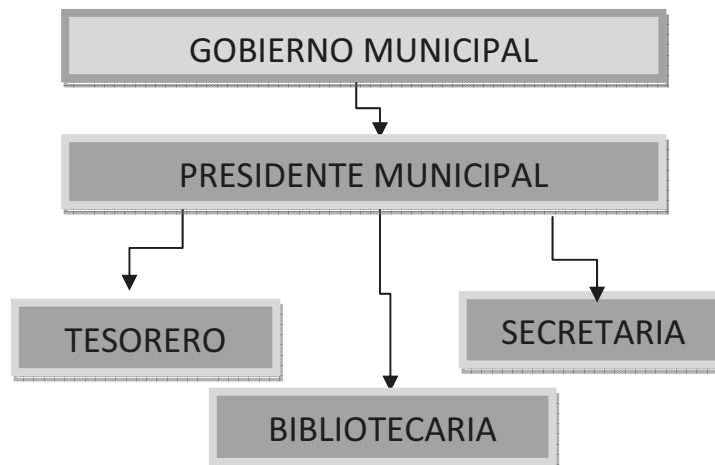 GOBIERNO MUNICIPAL
PRESIDENTE MUNICIPAL
TESORERO
SECRETARIA
BIBLIOTECARIA